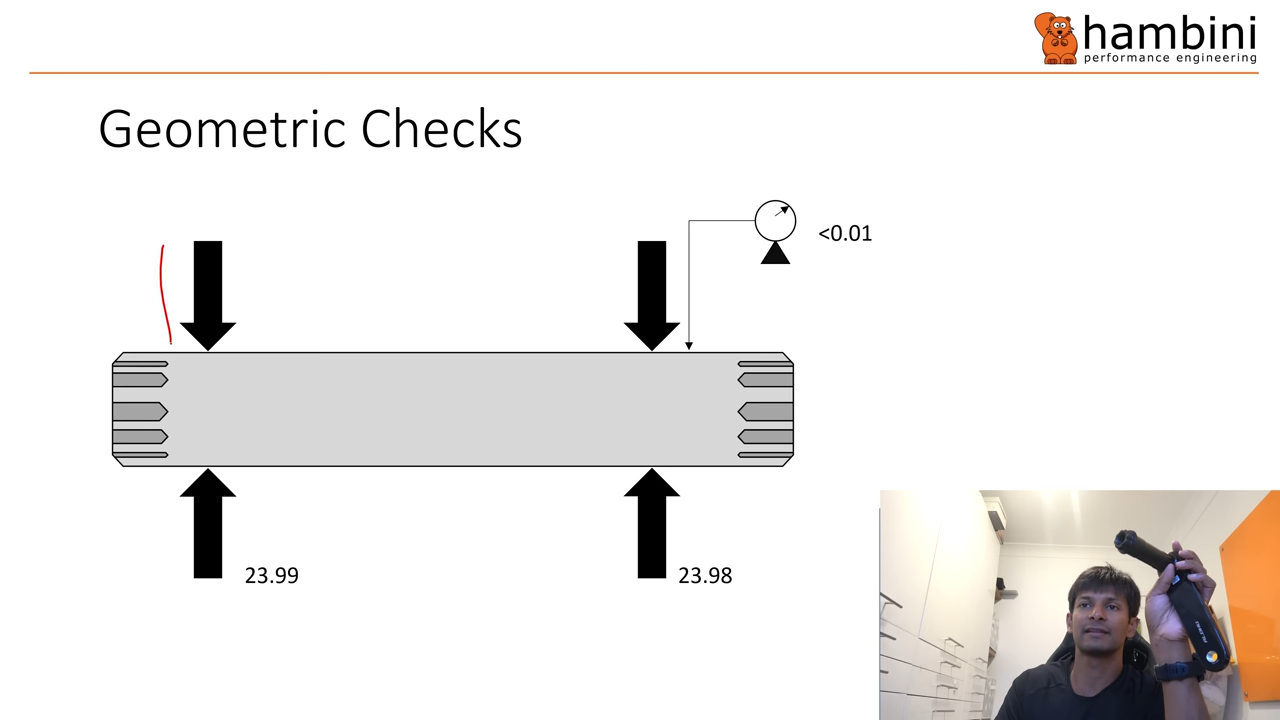 hambini
performance engineering
Geometric Checks
<0.01
23.99
23.98